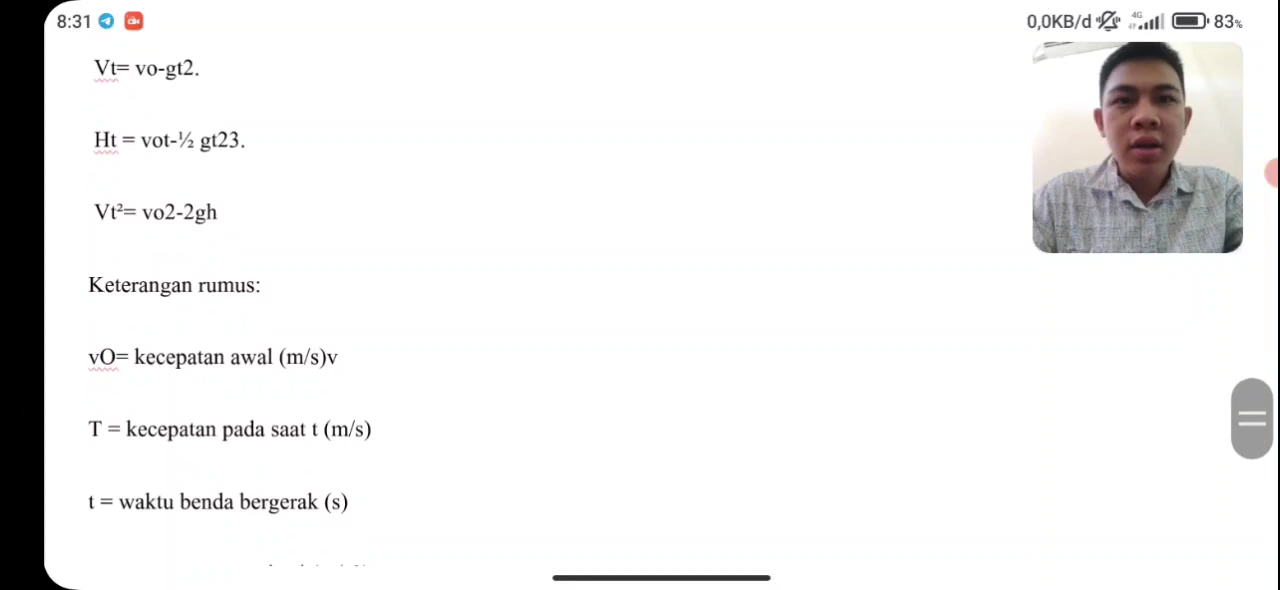 8:31 0,0KB/d 4G 83%
Vt= vo-gt2.
Ht = vot-½ gt23.
Vt²= vo2-2gh
Keterangan rumus:
vO= kecepatan awal (m/s)v
T = kecepatan pada saat t (m/s)
t = waktu benda bergerak (s)